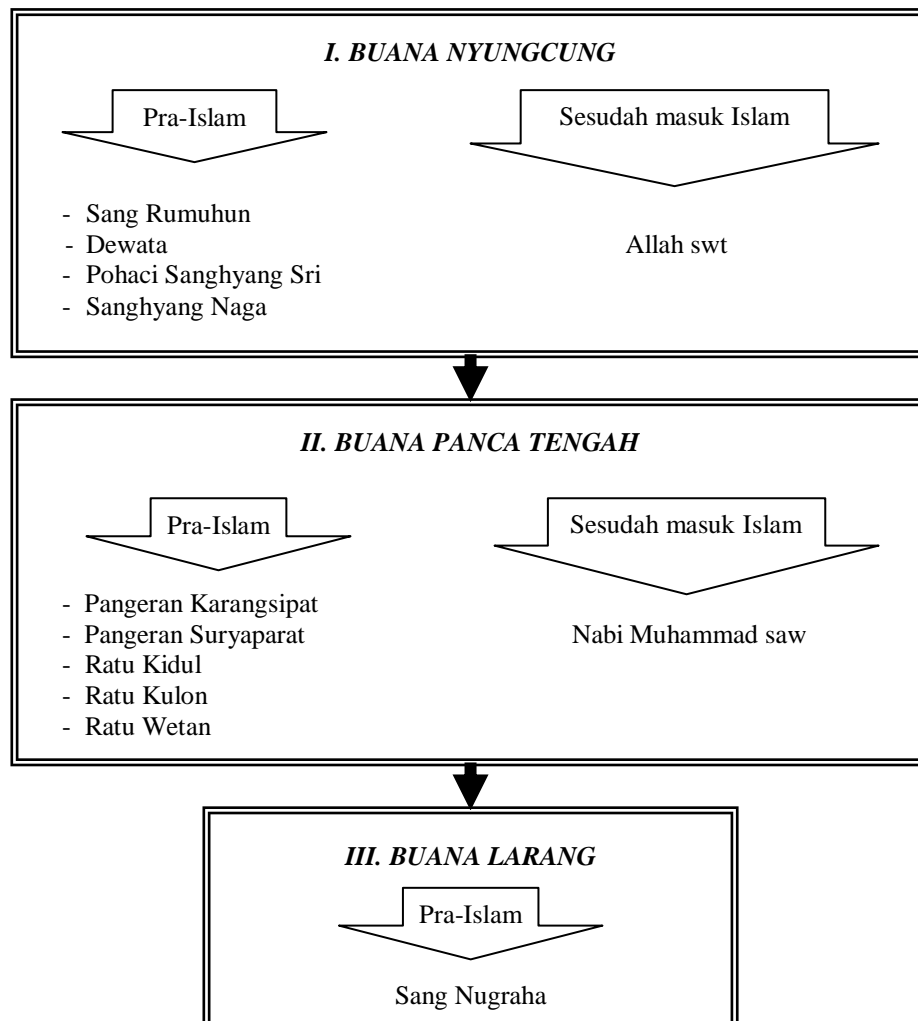 I. BUANA NYUNGCUNG
Pra-Islam
- Sang Rumuhun
- Dewata
- Pohaci Sanghyang Sri
- Sanghyang Naga
Sesudah masuk Islam
Allah swt
II. BUANA PANCA TENGAH
Pra-Islam
- Pangeran Karangsipat
- Pangeran Suryaparat
- Ratu Kidul
- Ratu Kulon
- Ratu Wetan
Sesudah masuk Islam
Nabi Muhammad saw
III. BUANA LARANG
Pra-Islam
Sang Nugraha